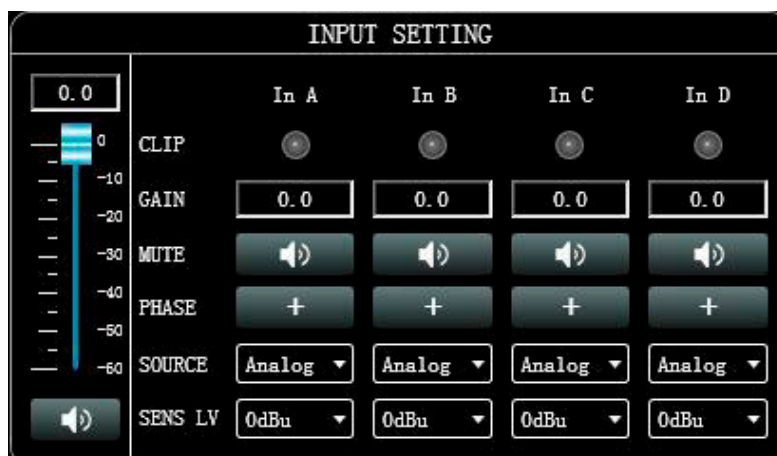 INPUT SETTING
0.0
In A In B In C In D
0
-10
-20
-30
-40
-50
-60
CLIP
GAIN 0.0 0.0 0.0 0.0
MUTE
PHASE + + + +
SOURCE Analog Analog Analog Analog
SENS LV 0dBu 0dBu 0dBu 0dBu